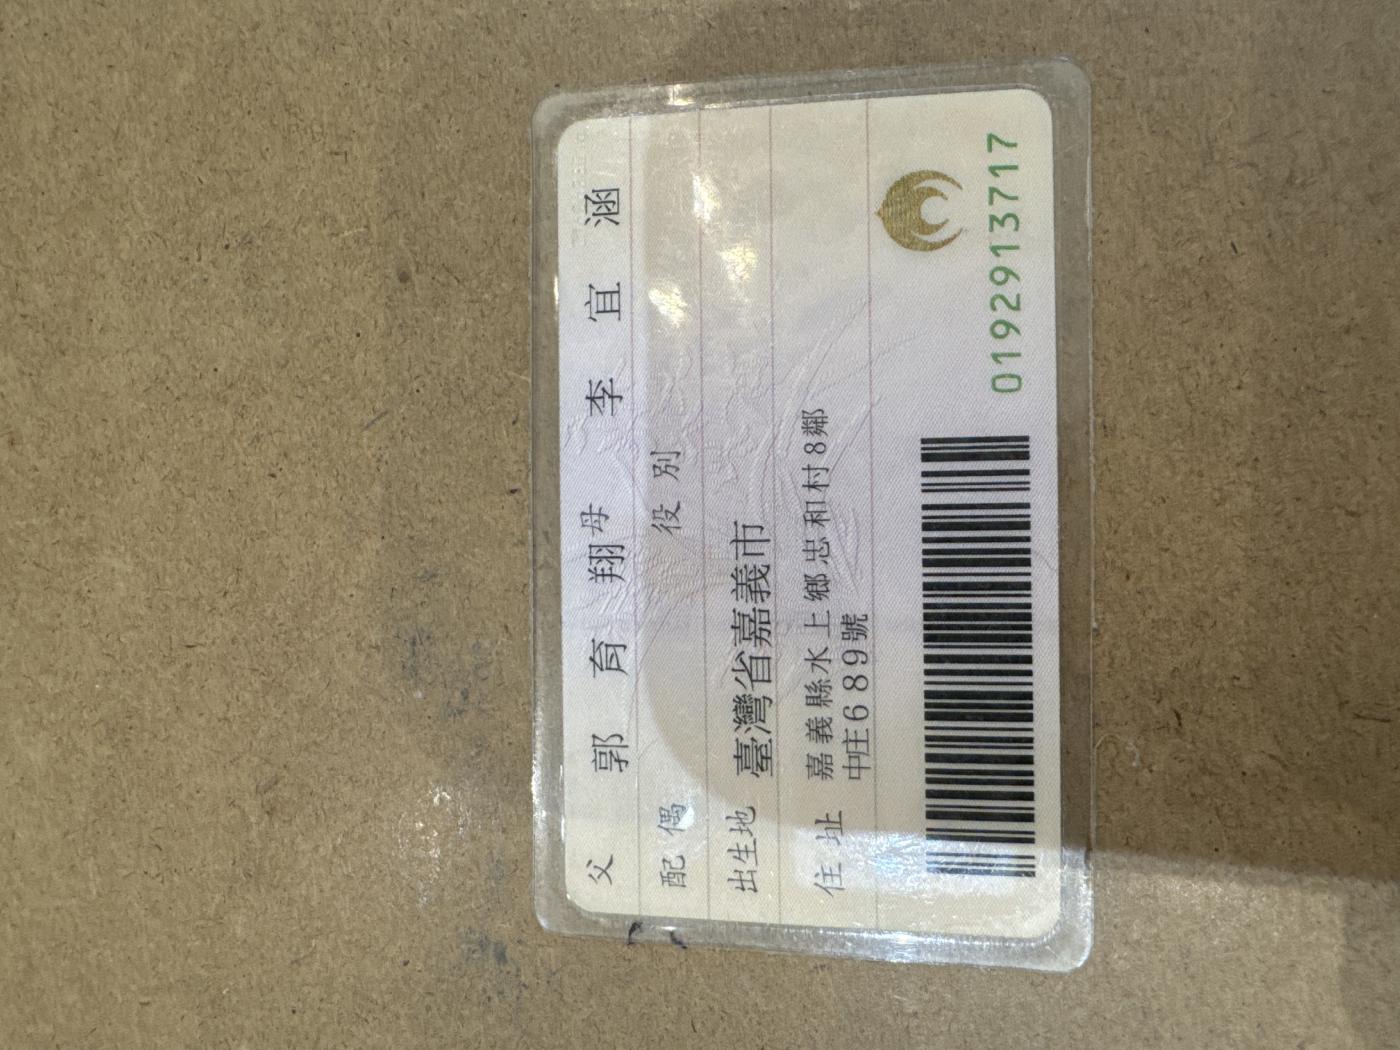 父 郭育翔 母 李宜涵
配偶 役別
出生地 臺灣省嘉義市
住址 嘉義縣水上鄉忠和村8鄰
中庄689號
0192913717